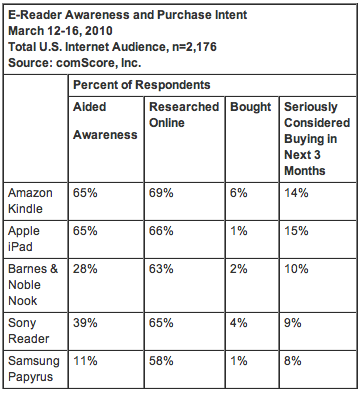 E-Reader Awareness and Purchase Intent
March 12-16, 2010
Total U.S. Internet Audience, n=2,176
Source: comScore, Inc.
Percent of Respondents
Aided Awareness Researched Online Bought Seriously Considered Buying in Next 3 Months
Amazon Kindle 65% 69% 6% 14%
Apple iPad 65% 66% 1% 15%
Barnes & Noble Nook 28% 63% 2% 10%
Sony Reader 39% 65% 4% 9%
Samsung Papyrus 11% 58% 1% 8%